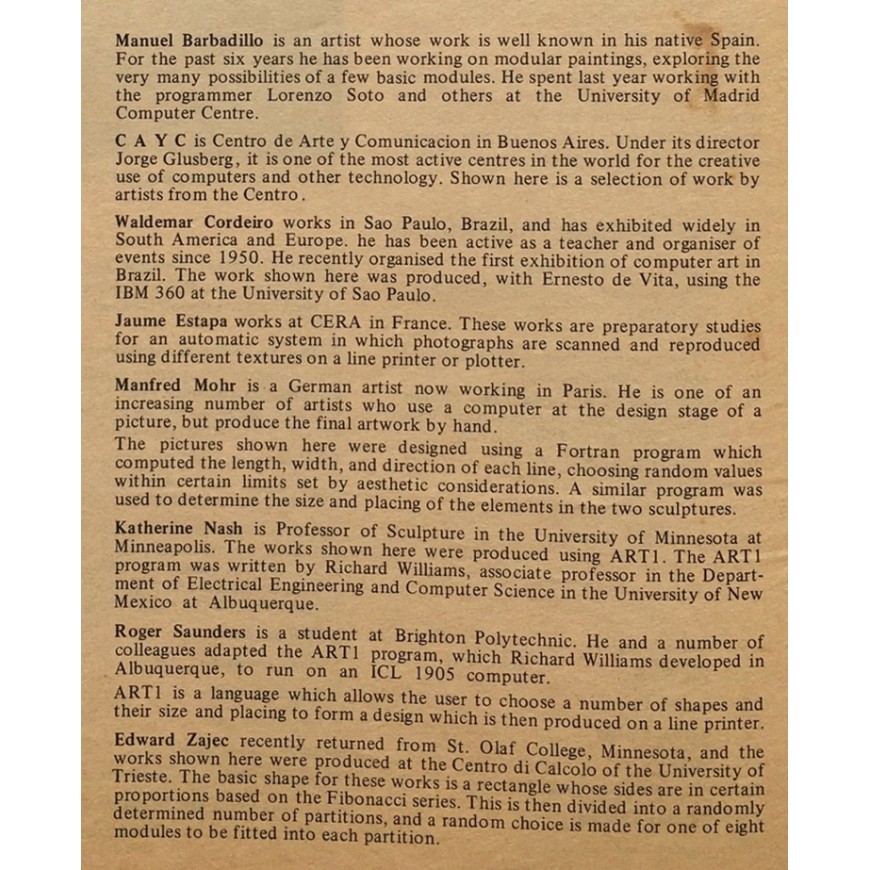 Manuel Barbadillo is an artist whose work is well known in his native Spain.
For the past six years he has been working on modular paintings, exploring the
very many possibilities of a few basic modules. He spent last year working with
the programmer Lorenzo Soto and others at the University of Madrid
Computer Centre.
C A Y C is Centro de Arte y Comunicacion in Buenos Aires. Under its director
Jorge Glusberg, it is one of the most active centres in the world for the creative
use of computers and other technology. Shown here is a selection of work by
artists from the Centro.
Waldemar Cordeiro works in Sao Paulo, Brazil, and has exhibited widely in
South America and Europe. he has been active as a teacher and organiser of
events since 1950. He recently organised the first exhibition of computer art in
Brazil. The work shown here was produced, with Ernesto de Vita, using the
IBM 360 at the University of Sao Paulo.
Jaume Estapa works at CERA in France. These works are preparatory studies
for an automatic system in which photographs are scanned and reproduced
using different textures on a line printer or plotter.
Manfred Mohr is a German artist now working in Paris. He is one of an
increasing number of artists who use a computer at the design stage of a
picture, but produce the final artwork by hand.
The pictures shown here were designed using a Fortran program which
computed the length, width, and direction of each line, choosing random values
within certain limits set by aesthetic considerations. A similar program was
used to determine the size and placing of the elements in the two sculptures.
Katherine Nash is Professor of Sculpture in the University of Minnesota at
Minneapolis. The works shown here were produced using ART1. The ART1
program was written by Richard Williams, associate professor in the Depart-
ment of Electrical Engineering and Computer Science in the University of New
Mexico at Albuquerque.
Roger Saunders is a student at Brighton Polytechnic. He and a number of
colleagues adapted the ART1 program, which Richard Williams developed in
Albuquerque, to run on an ICL 1905 computer.
ART1 is a language which allows the user to choose a number of shapes and
their size and placing to form a design which is then produced on a line printer.
Edward Zajec recently returned from St. Olaf College, Minnesota, and the
works shown here were produced at the Centro di Calcolo of the University of
Trieste. The basic shape for these works is a rectangle whose sides are in certain
proportions based on the Fibonacci series. This is then divided into a randomly
determined number of partitions, and a random choice is made for one of eight
modules to be fitted into each partition.